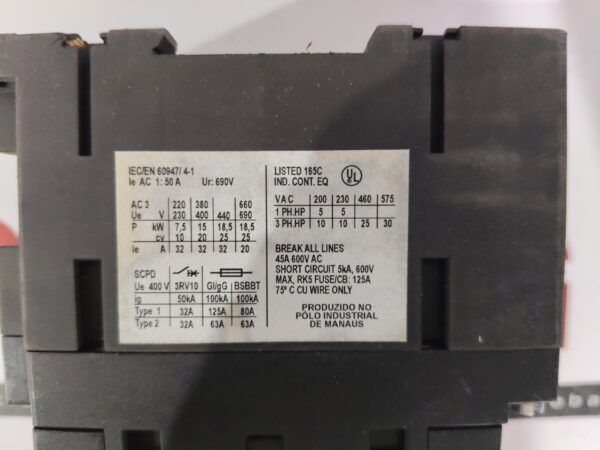 IEC/EN 60947/ 4-1
Ie AC 1: 50 A Ur: 690V
AC 3 220 380 660
Ue V 230 400 440 690
P kW 7,5 15 18,5 18,5
cv 10 20 25 25
Ie A 32 32 32 20
SCPD
Ue 400 V 3RV10 Gl/gG BSBBT
iq 50kA 100kA 100kA
Type 1 32A 125A 80A
Type 2 32A 63A 63A
LISTED 165C
IND. CONT. EQ UL
V A C 200 230 460 575
1 PH.HP 5 5
3 PH.HP 10 10 25 30
BREAK ALL LINES
45A 600V AC
SHORT CIRCUIT 5kA, 600V
MAX, RK5 FUSE/CB: 125A
75° C CU WIRE ONLY
PRODUZIDO NO
PÓLO INDUSTRIAL
DE MANAUS